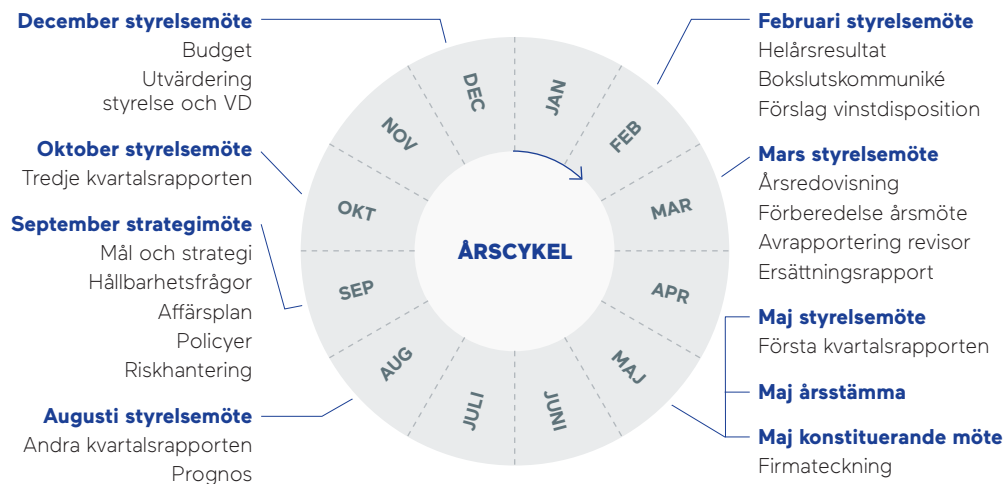 December styrelsemöte
Budget
Utvärdering
styrelse och VD
Oktober styrelsemöte
Tredje kvartalsrapporten
September strategimöte
Mål och strategi
Hållbarhetsfrågor
Affärsplan
Policyer
Riskhantering
Augusti styrelsemöte
Andra kvartalsrapporten
Prognos
JAN
FEB
MAR
APR
MAJ
JUNI
JULI
AUG
SEP
OKT
NOV
DEC
ÅRSCYKEL
Februari styrelsemöte
Helårsresultat
Bokslutskommuniké
Förslag vinstdisposition
Mars styrelsemöte
Årsredovisning
Förberedelse årsmöte
Avrapportering revisor
Ersättningsrapport
Maj styrelsemöte
Första kvartalsrapporten
Maj årsstämma
Maj konstituerande möte
Firmateckning